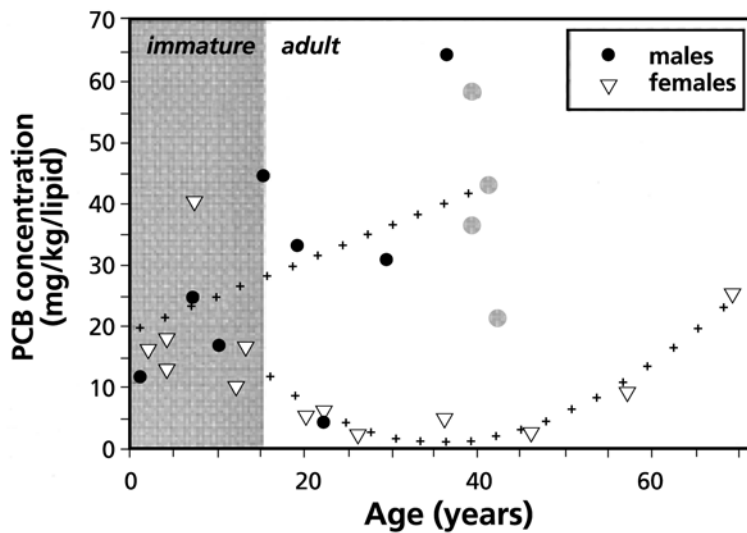 70
60
50
40
30
20
10
0
immature adult
males
females
PCB concentration
(mg/kg/lipid)
0 20 40 60
Age (years)